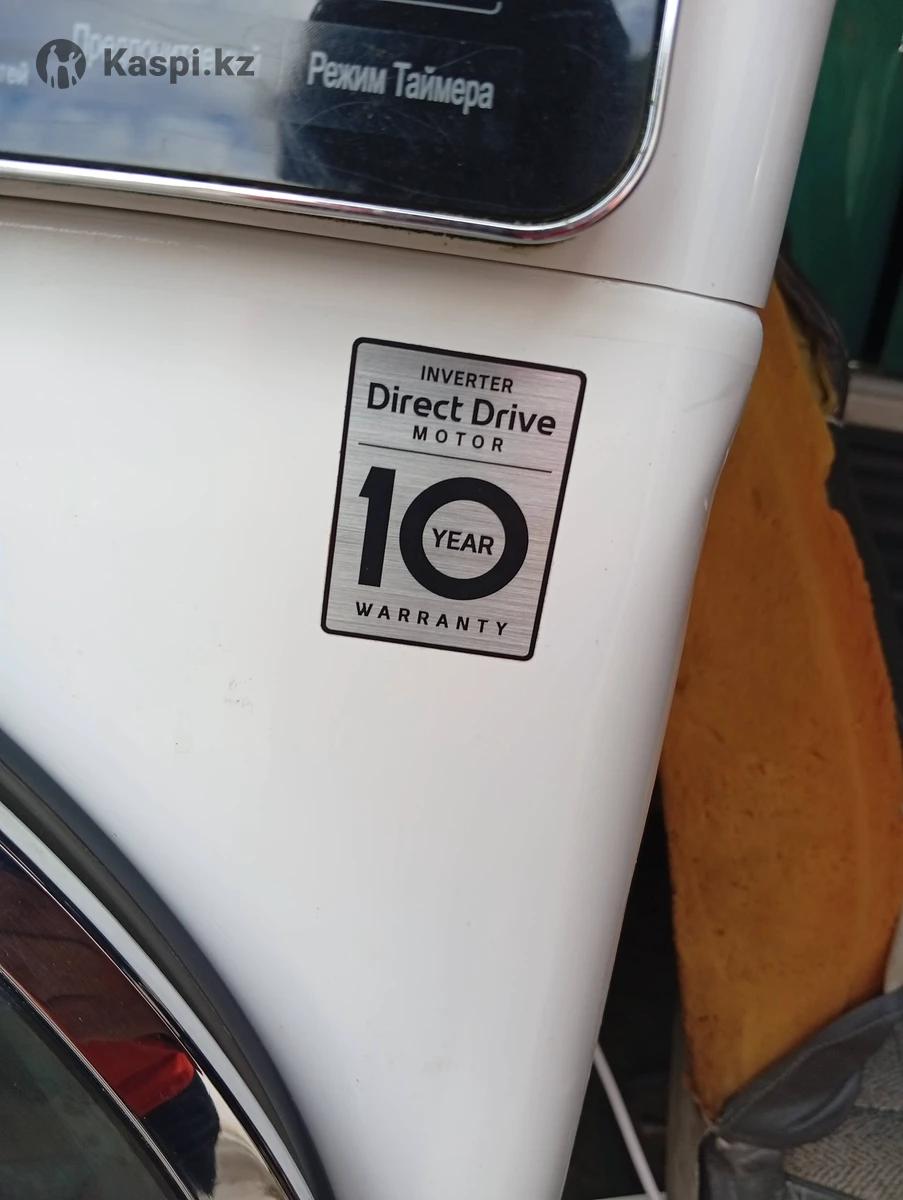 Kaspi.kz
Режим Таймера
INVERTER
Direct Drive
MOTOR
10
YEAR
WARRANTY